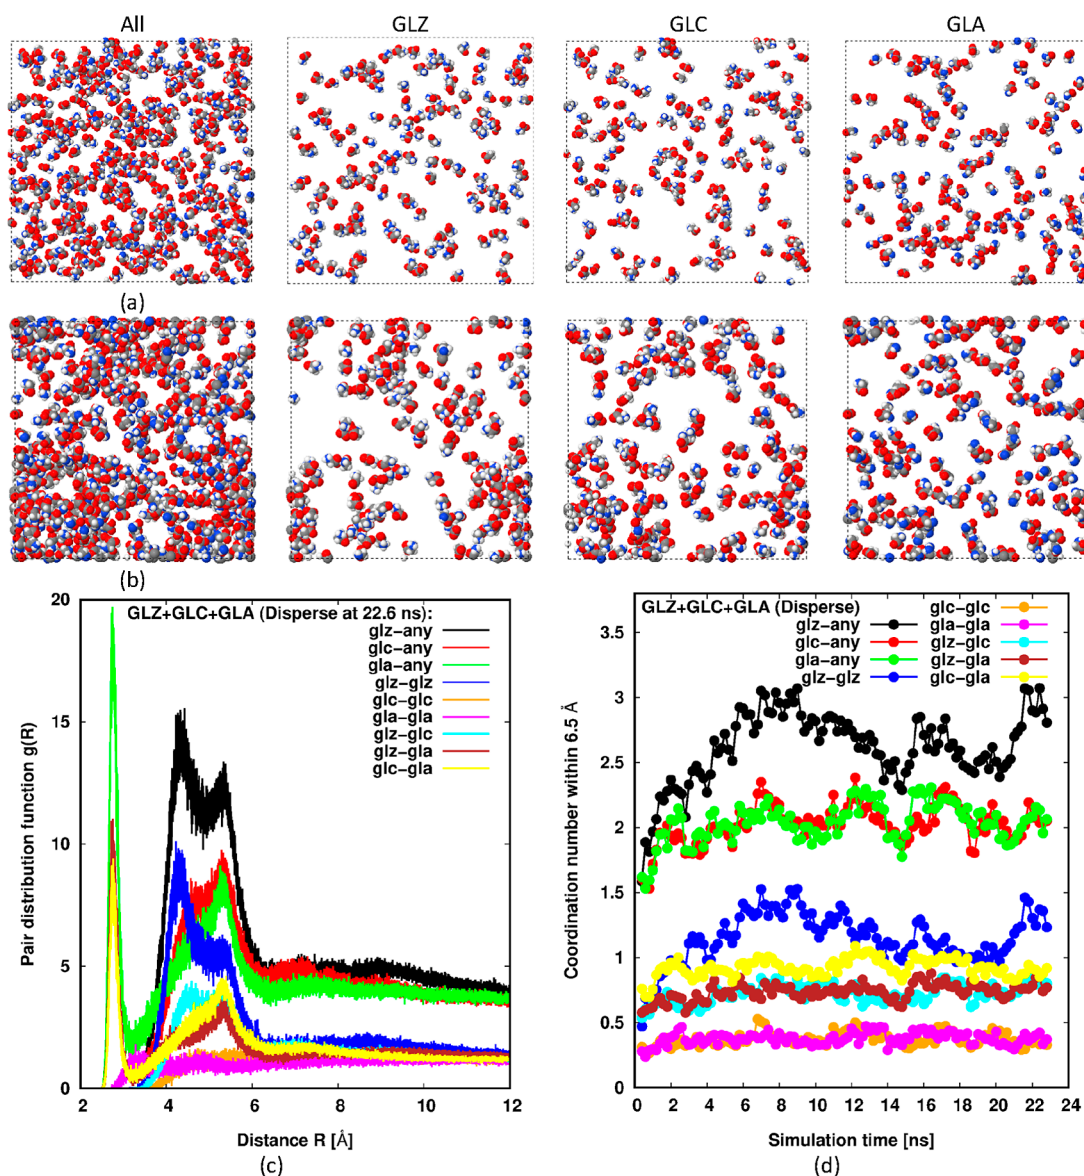 All GLZ GLC GLA
(a)
(b)
20
15
10
5
0
2 4 6 8 10 12
Pair distribution function g(R)
Distance R [Å]
GLZ+GLC+GLA (Disperse at 22.6 ns):
glz−any
glc−any
gla−any
glz−glz
glc−glc
gla−gla
glz−glc
glz−gla
glc−gla
(c)
3.5
3
2.5
2
1.5
1
0.5
0
0 2 4 6 8 10 12 14 16 18 20 22 24
Coordination number within 6.5 Å
Simulation time [ns]
GLZ+GLC+GLA (Disperse) glc−glc
glz−any gla−gla
glc−any glz−glc
gla−any glz−gla
glz−glz glc−gla
(d)